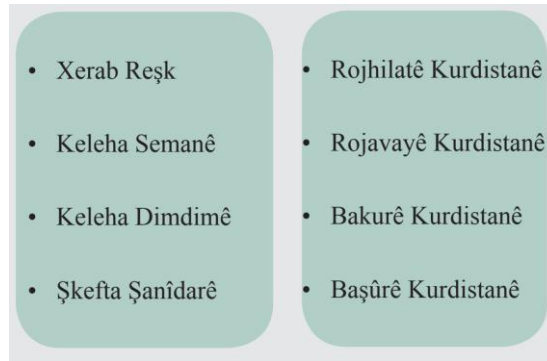 • Xerab Reşk
• Keleha Semanê
• Keleha Dimdimê
• Şkefta Şanîdarê
• Rojhilatê Kurdistanê
• Rojavayê Kurdistanê
• Bakurê Kurdistanê
• Başûrê Kurdistanê